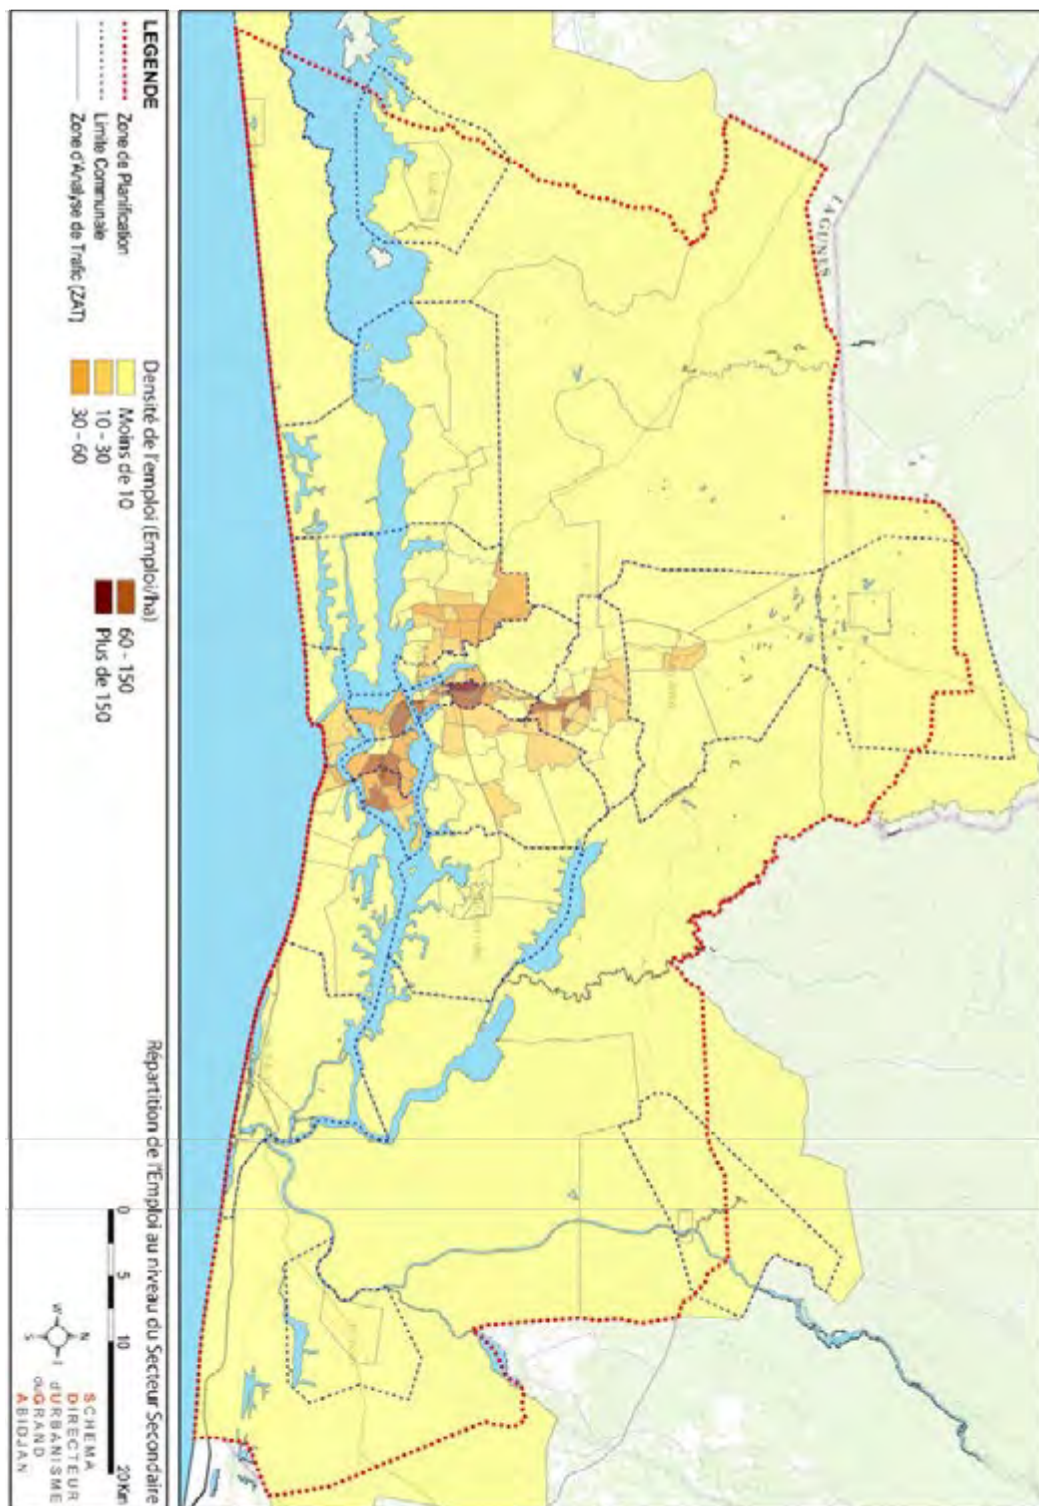 LAGUNES
LEGENDE
Zone de Planification
Limite Communale
Zone d'Analyse de Trafic (ZAT)
Densité de l'emploi (Emploi/ha)
Moins de 10
10 - 30
30 - 60
60 - 150
Plus de 150
Répartition de l'Emploi au niveau du Secteur Secondaire
0 5 10 20 Km
N
W
S
SCHEMA
DIRECTEUR
d'URBANISME
du GRAND
ABIDJAN